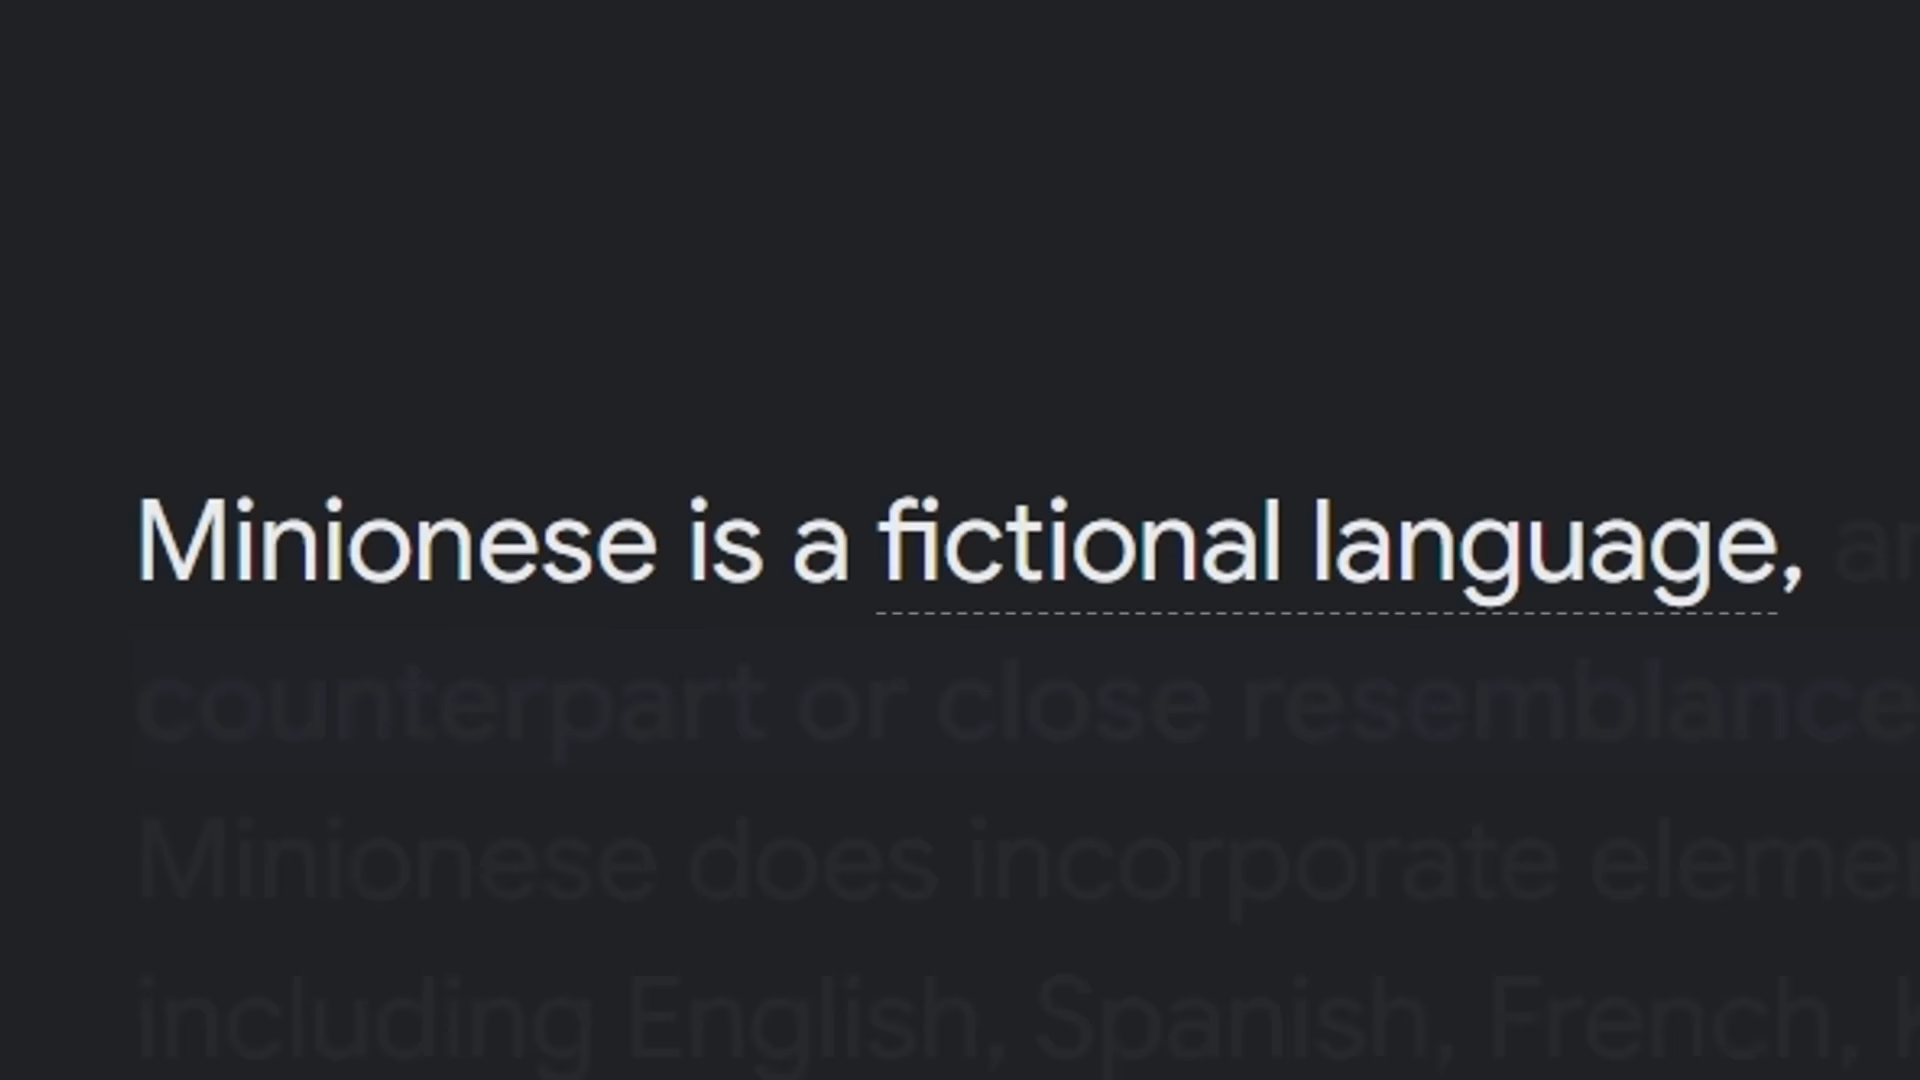 Minionese is a fictional language,
counterpart or close resemblance
Minionese does incorporate
including English, Spanish, French,